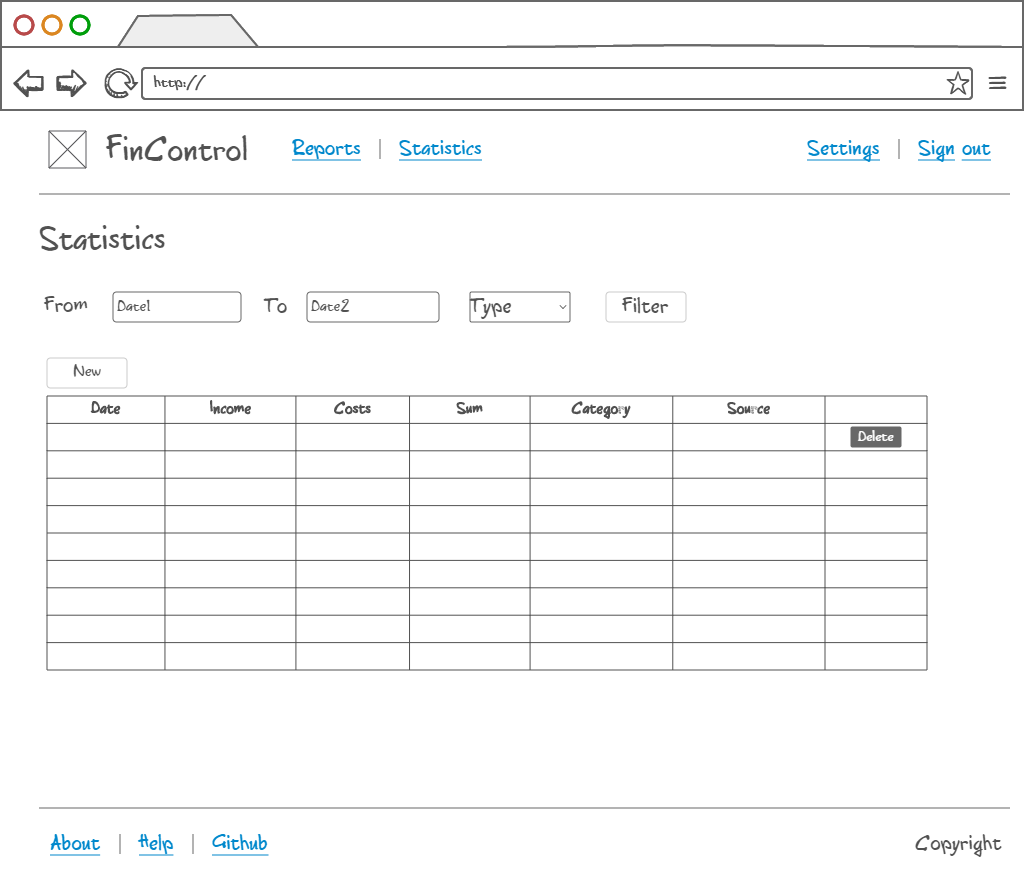 http://
FinControl Reports | Statistics Settings | Sign out
Statistics
From Date1 To Date2 Type Filter
New
Date Income Costs Sum Category Source
Delete
About | Help | Github Copyright